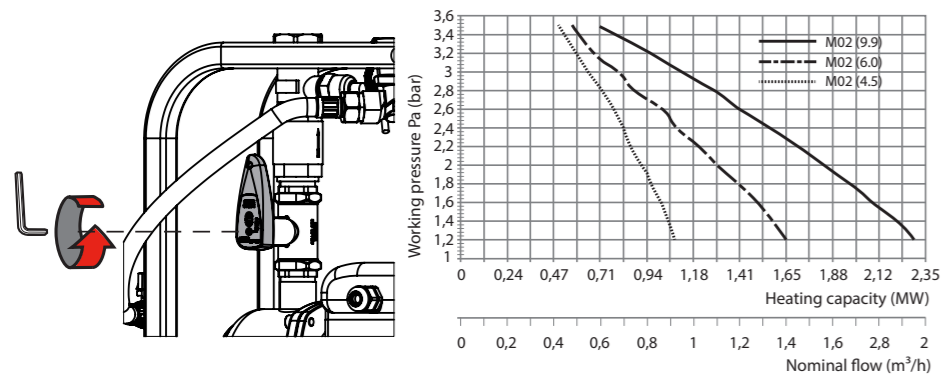 Working pressure Pa (bar)
3,6
3,4
3,2
3
2,8
2,6
2,4
2,2
2
1,8
1,6
1,4
1,2
1
M02 (9.9)
M02 (6.0)
M02 (4.5)
0 0,24 0,47 0,71 0,94 1,18 1,41 1,65 1,88 2,12 2,35
Heating capacity (MW)
0 0,2 0,4 0,6 0,8 1 1,2 1,4 1,6 2,8 2
Nominal flow (m³/h)